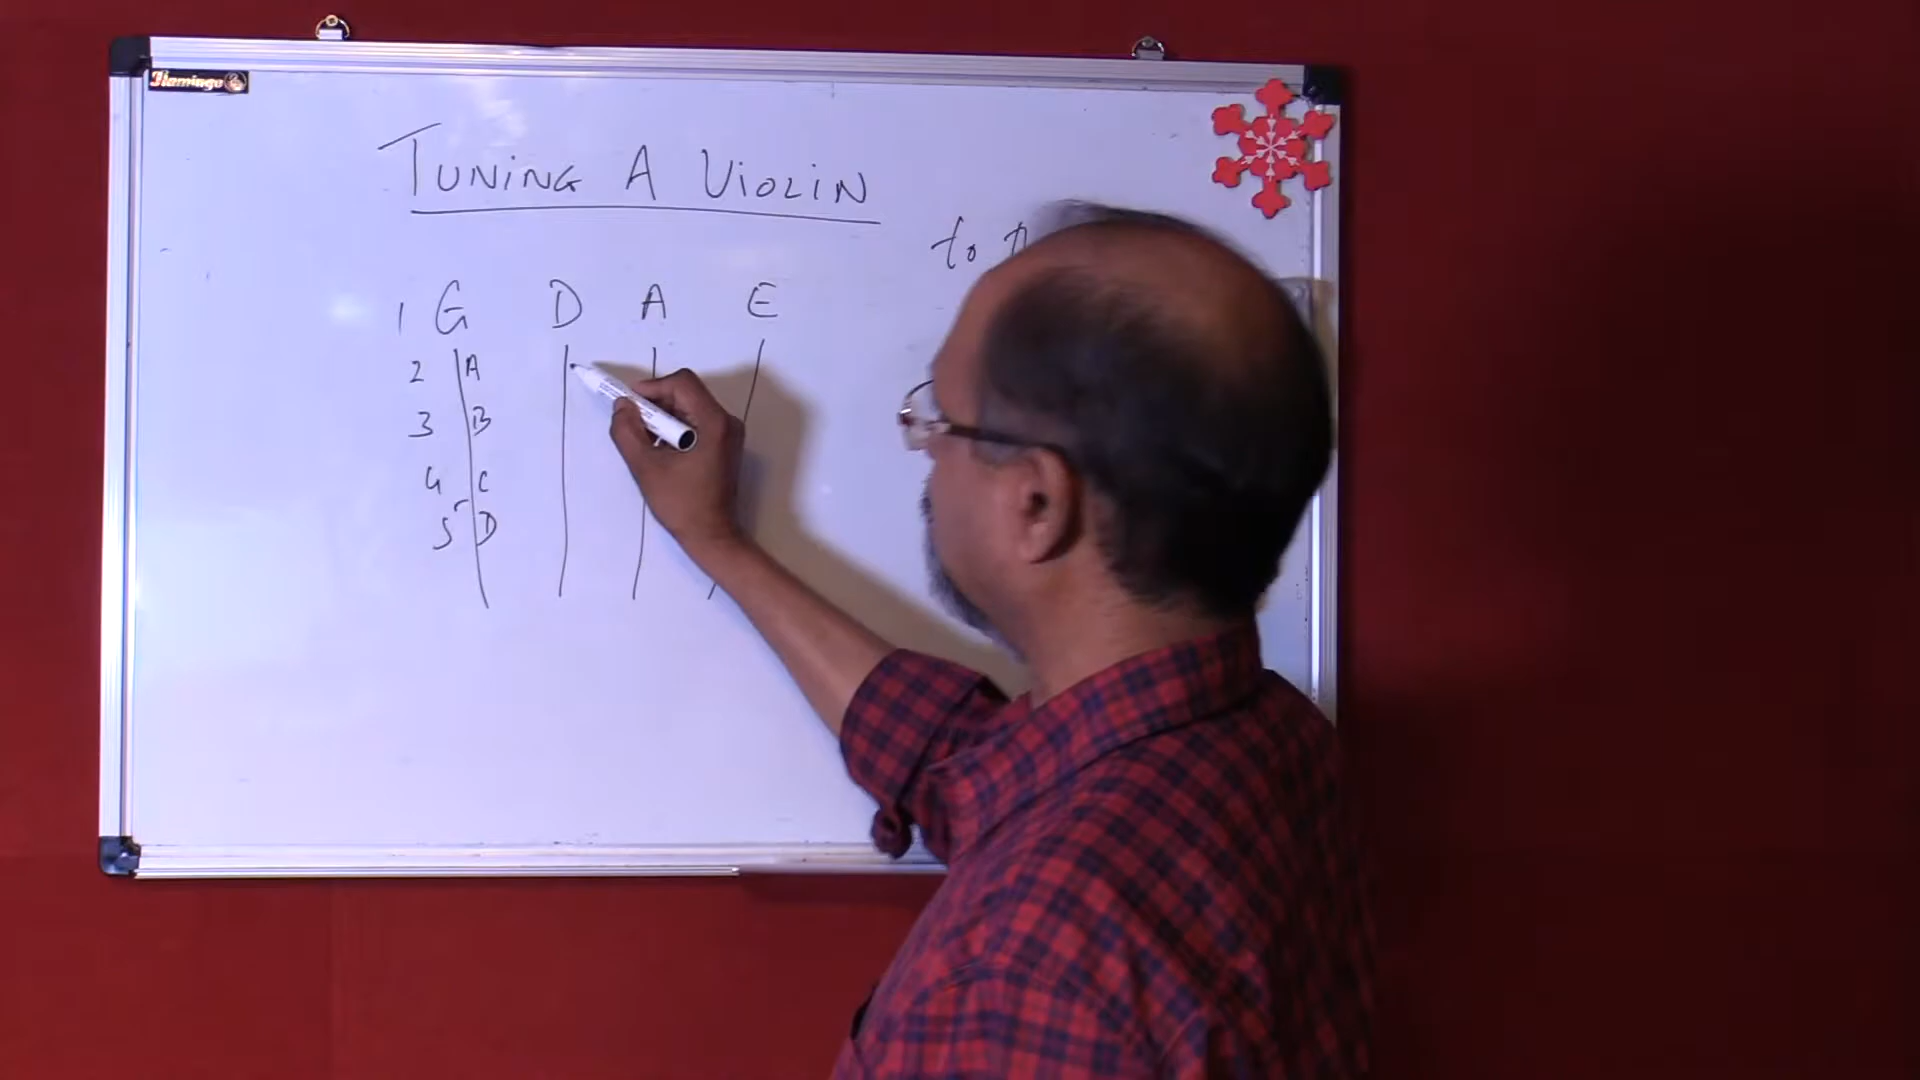 Flamingo
TUNING A VIOLIN
to
1 G D A E
2 A
3 B
4 C
5 D